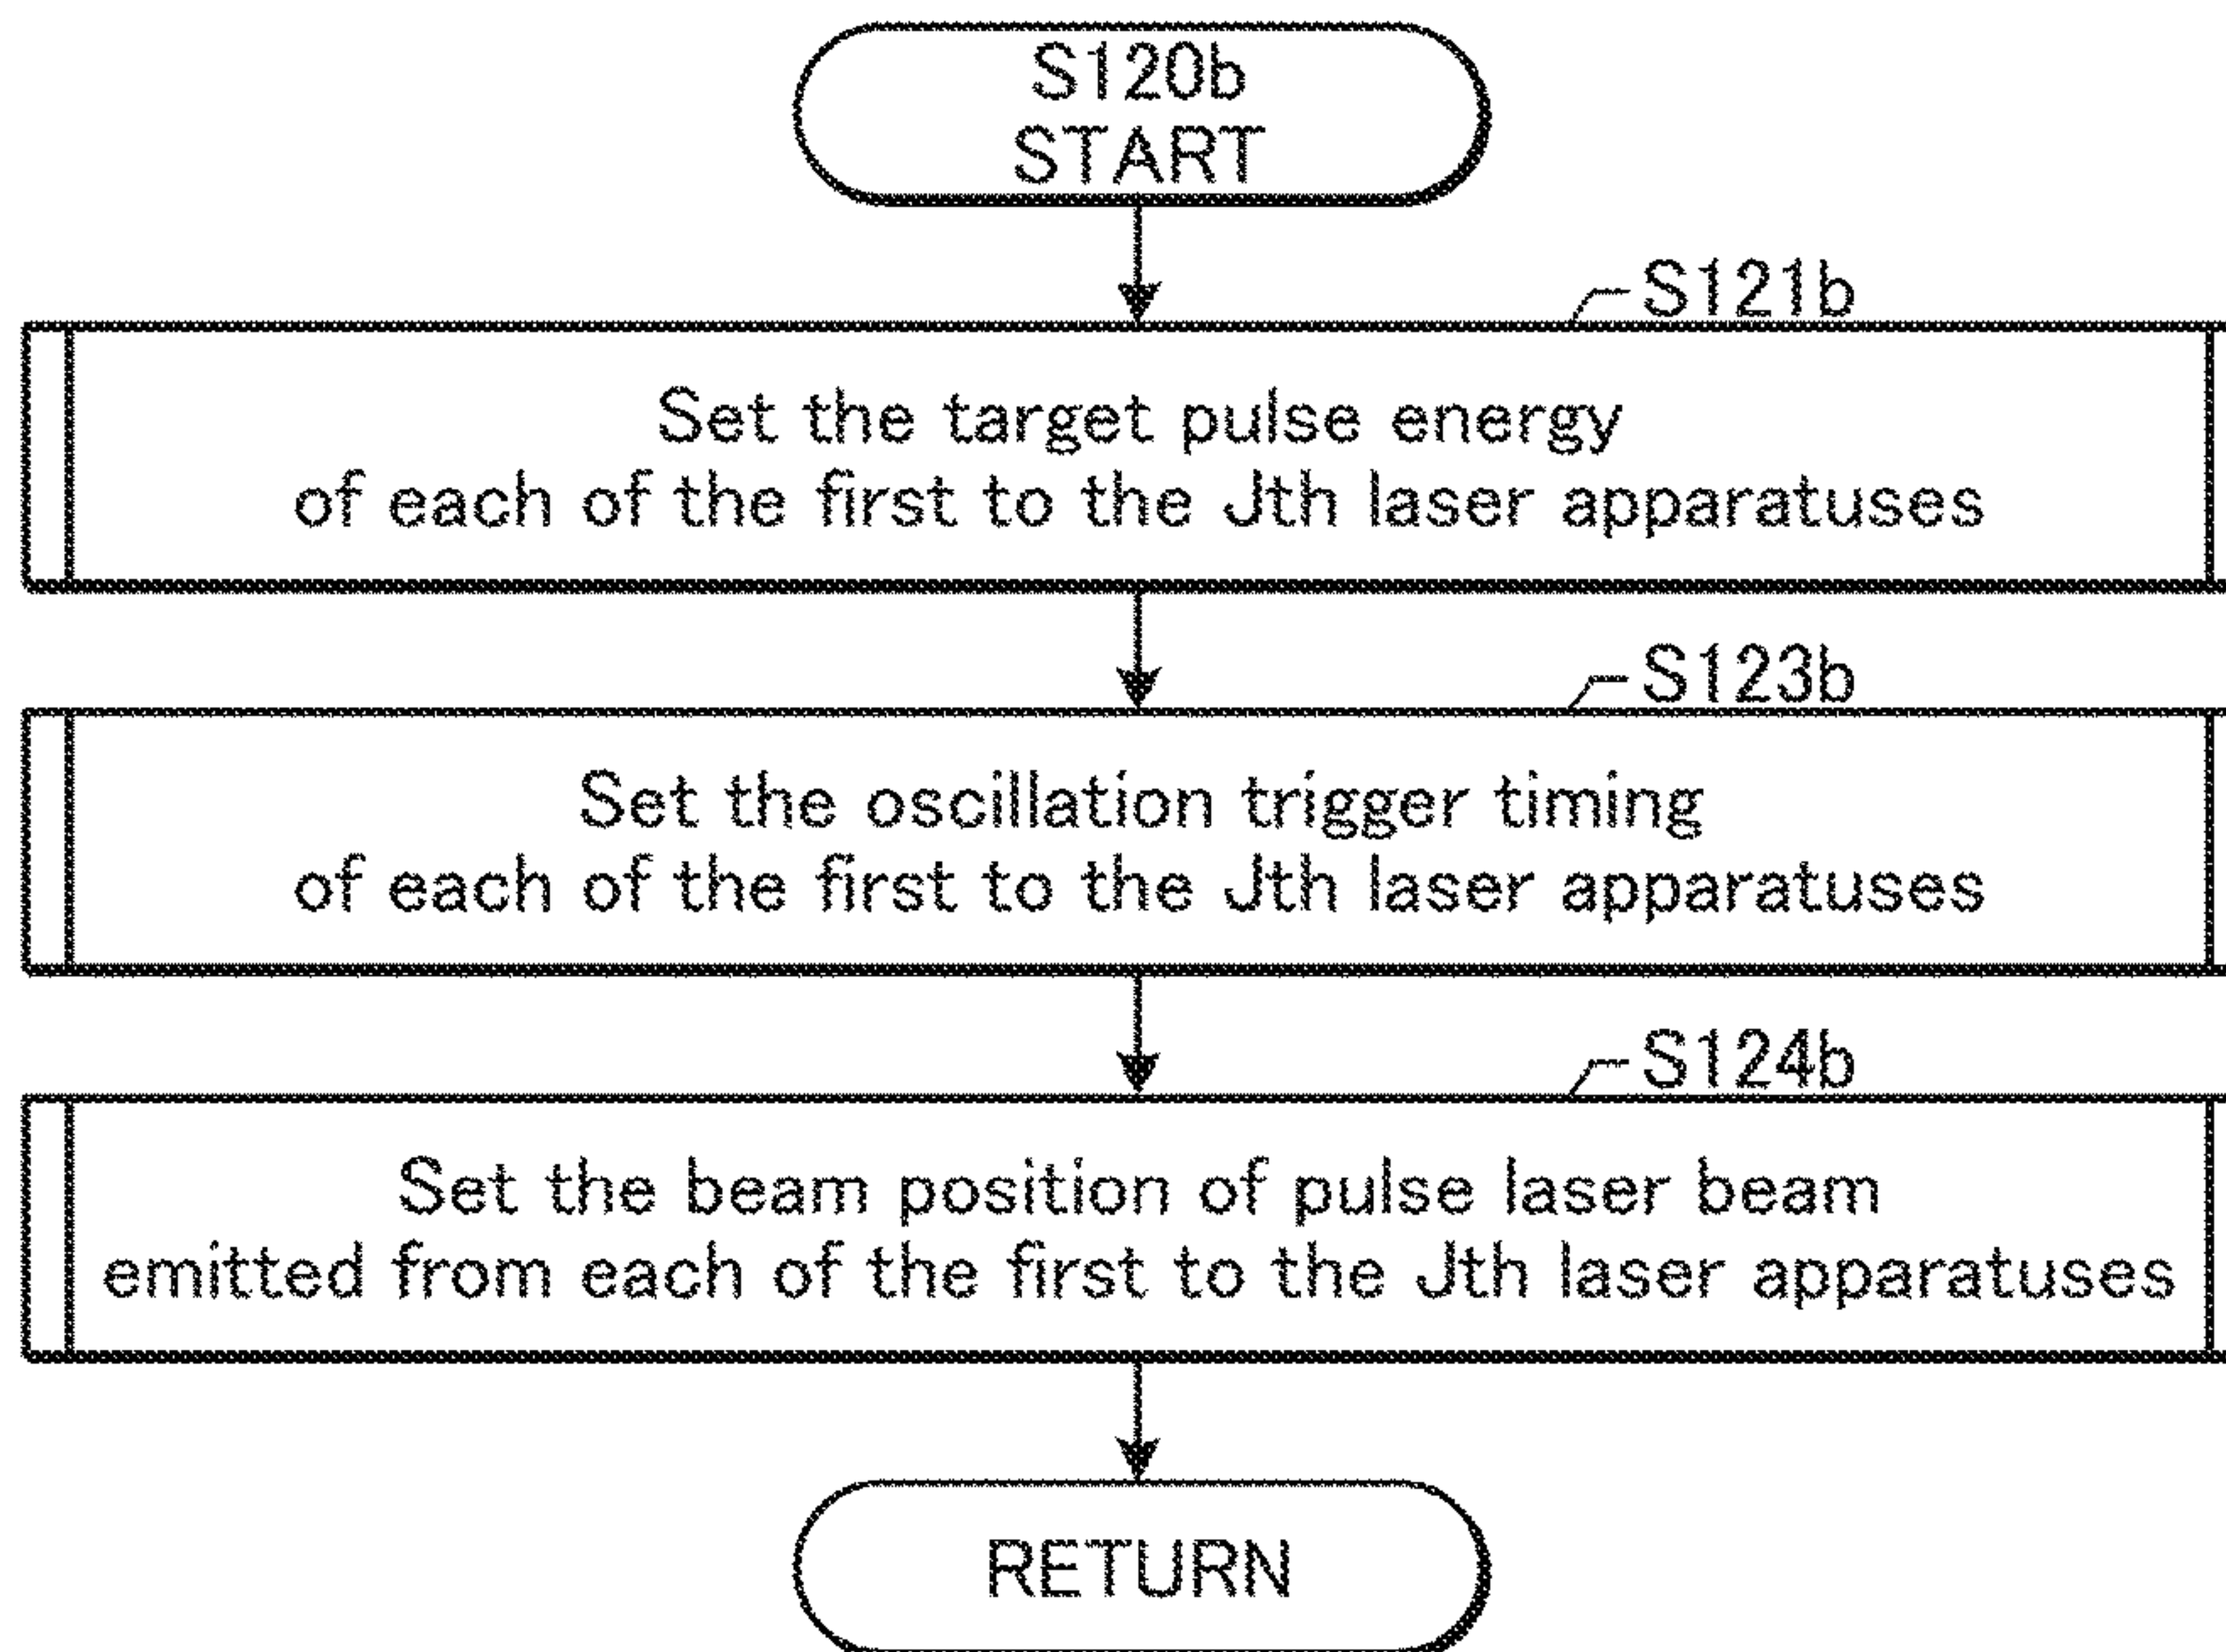 S120b
START
S121b
Set the target pulse energy
of each of the first to the Jth laser apparatuses
S123b
Set the oscillation trigger timing
of each of the first to the Jth laser apparatuses
S124b
Set the beam position of pulse laser beam
emitted from each of the first to the Jth laser apparatuses
RETURN